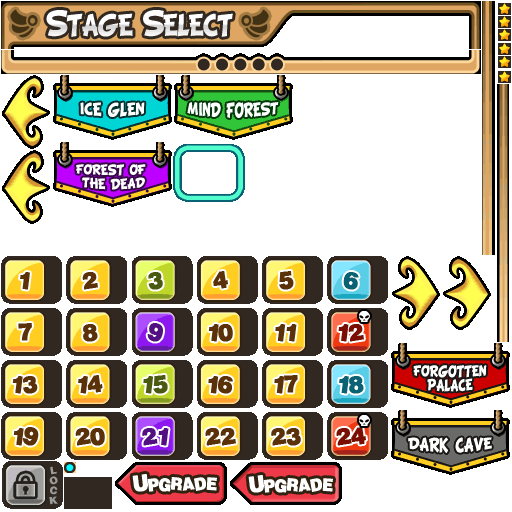 STAGE SELECT
ICE GLEN
MIND FOREST
FOREST OF
THE DEAD
1 2 3 4 5 6
7 8 9 10 11 12
13 14 15 16 17 18
FORGOTTEN
PALACE
19 20 21 22 23 24
DARK CAVE
LOCK
UPGRADE
UPGRADE